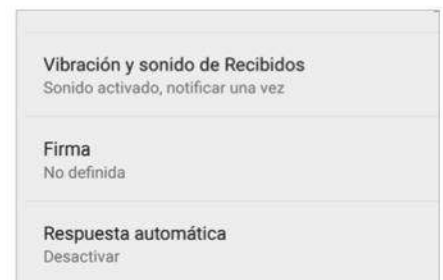 Vibración y sonido de Recibidos
Sonido activado, notificar una vez
Firma
No definida
Respuesta automática
Desactivar